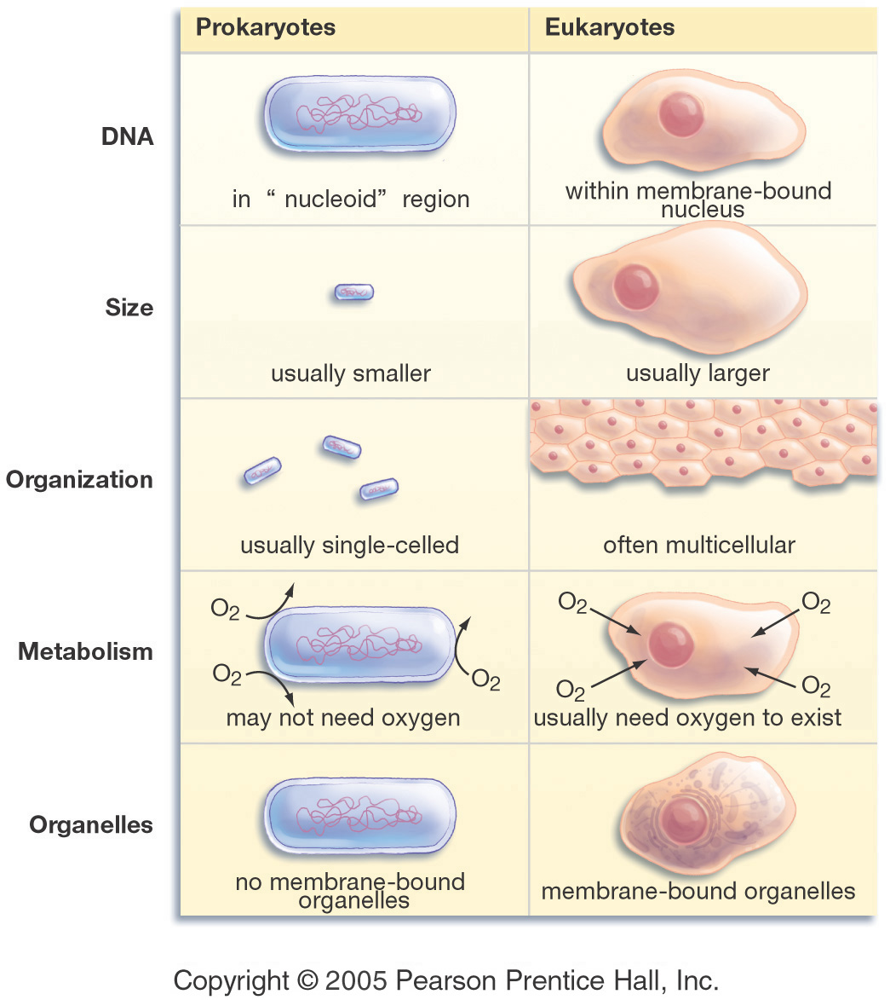 Prokaryotes
Eukaryotes
DNA
in “ nucleoid” region
within membrane-bound
nucleus
Size
usually smaller
usually larger
Organization
usually single-celled
often multicellular
Metabolism
O2
O2
O2
may not need oxygen
O2
O2
O2
O2
usually need oxygen to exist
Organelles
no membrane-bound
organelles
membrane-bound organelles
Copyright © 2005 Pearson Prentice Hall, Inc.